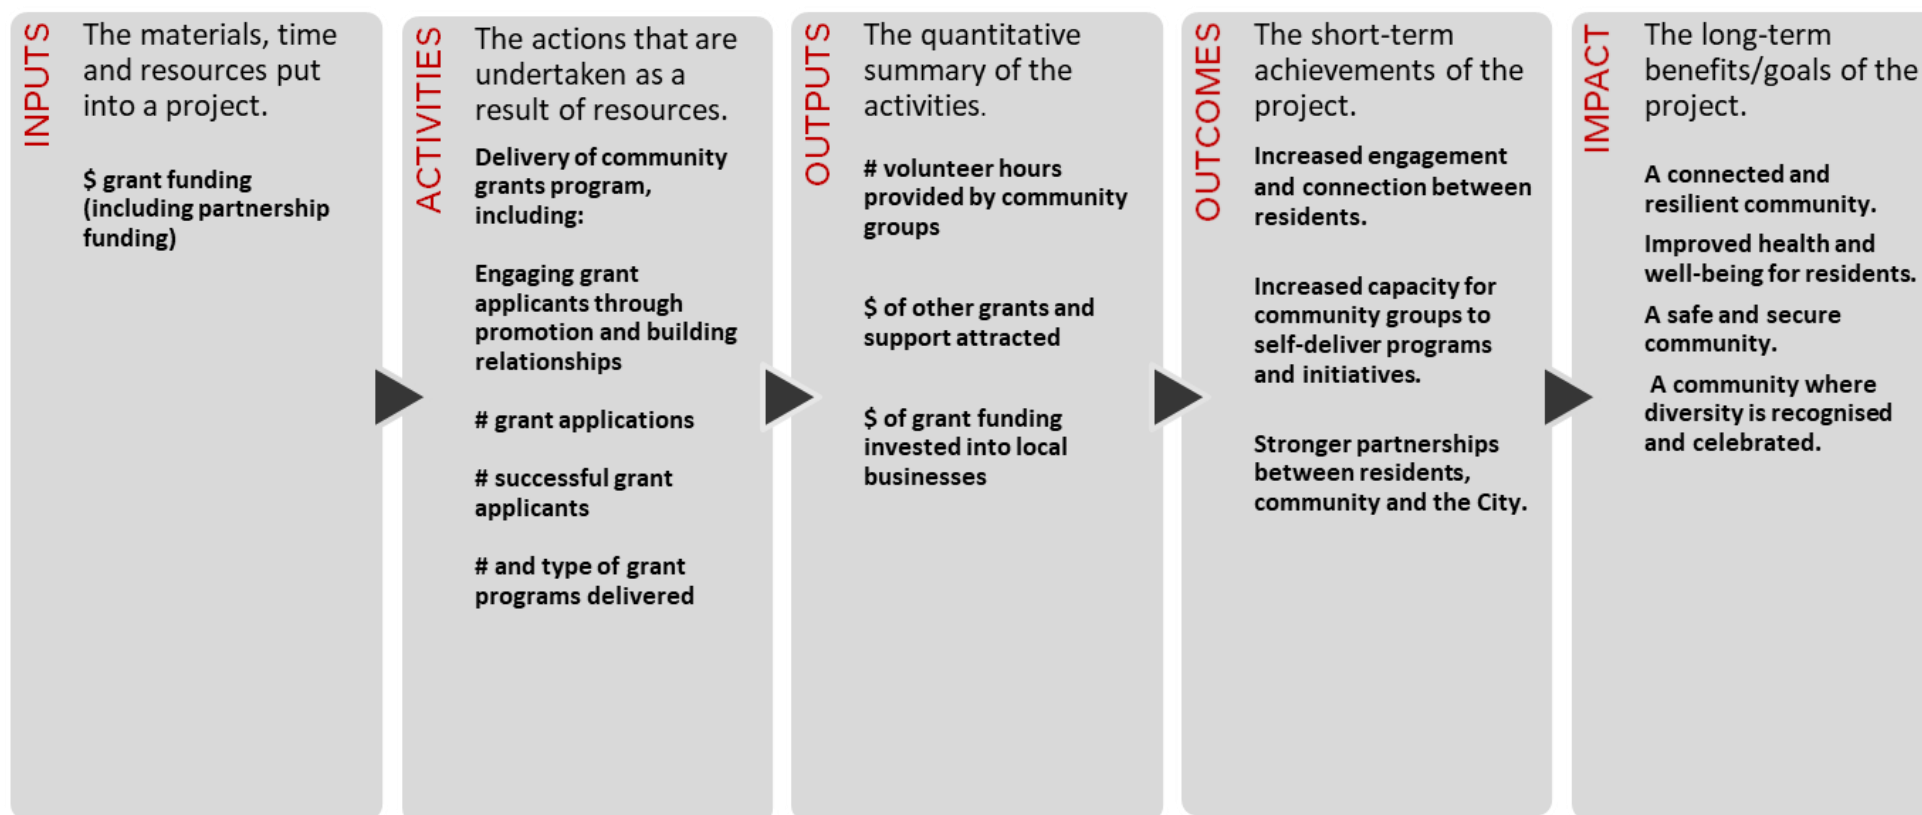 INPUTS
The materials, time
and resources put
into a project.
$ grant funding
(including partnership
funding)
ACTIVITIES
The actions that are
undertaken as a
result of resources.
Delivery of community
grants program,
including:
Engaging grant
applicants through
promotion and building
relationships
# grant applications
# successful grant
applicants
# and type of grant
programs delivered
OUTPUTS
The quantitative
summary of the
activities.
# volunteer hours
provided by community
groups
$ of other grants and
support attracted
$ of grant funding
invested into local
businesses
OUTCOMES
The short-term
achievements of the
project.
Increased engagement
and connection between
residents.
Increased capacity for
community groups to
self-deliver programs
and initiatives.
Stronger partnerships
between residents,
community and the City.
IMPACT
The long-term
benefits/goals of the
project.
A connected and
resilient community.
Improved health and
well-being for residents.
A safe and secure
community.
A community where
diversity is recognised
and celebrated.